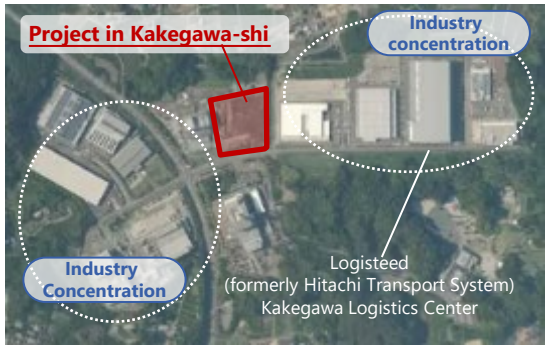 Project in Kakegawa-shi
Industry
concentration
Industry
Concentration
Logisteed
(formerly Hitachi Transport System)
Kakegawa Logistics Center